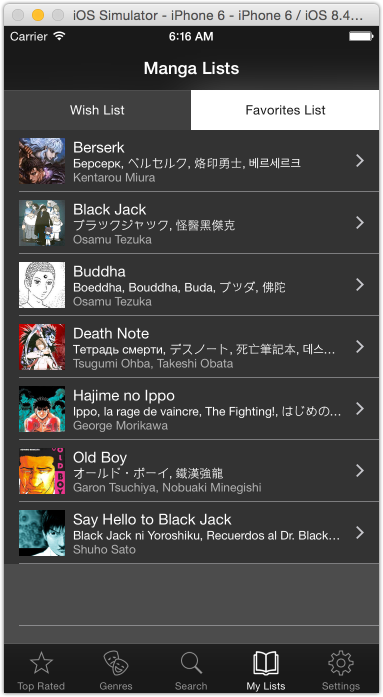 iOS Simulator - iPhone 6 - iPhone 6 / iOS 8.4...
Carrier 6:16 AM
Manga Lists
Wish List Favorites List
Berserk
Берсерк, ベルセルク, 烙印勇士, 베르세르크
Kentarou Miura
Black Jack
ブラックジャック, 怪醫黑傑克
Osamu Tezuka
Buddha
Boeddha, Bouddha, Buda, ブッダ, 佛陀
Osamu Tezuka
Death Note
Тетрадь смерти, デスノート, 死亡筆記本, 데스...
Tsugumi Ohba, Takeshi Obata
Hajime no Ippo
Ippo, la rage de vaincre, The Fighting!, はじめの...
George Morikawa
Old Boy
オールド・ボーイ, 鐵漢強龍
Garon Tsuchiya, Nobuaki Minegishi
Say Hello to Black Jack
Black Jack ni Yoroshiku, Recuerdos al Dr. Black...
Shuho Sato
Top Rated Genres Search My Lists Settings